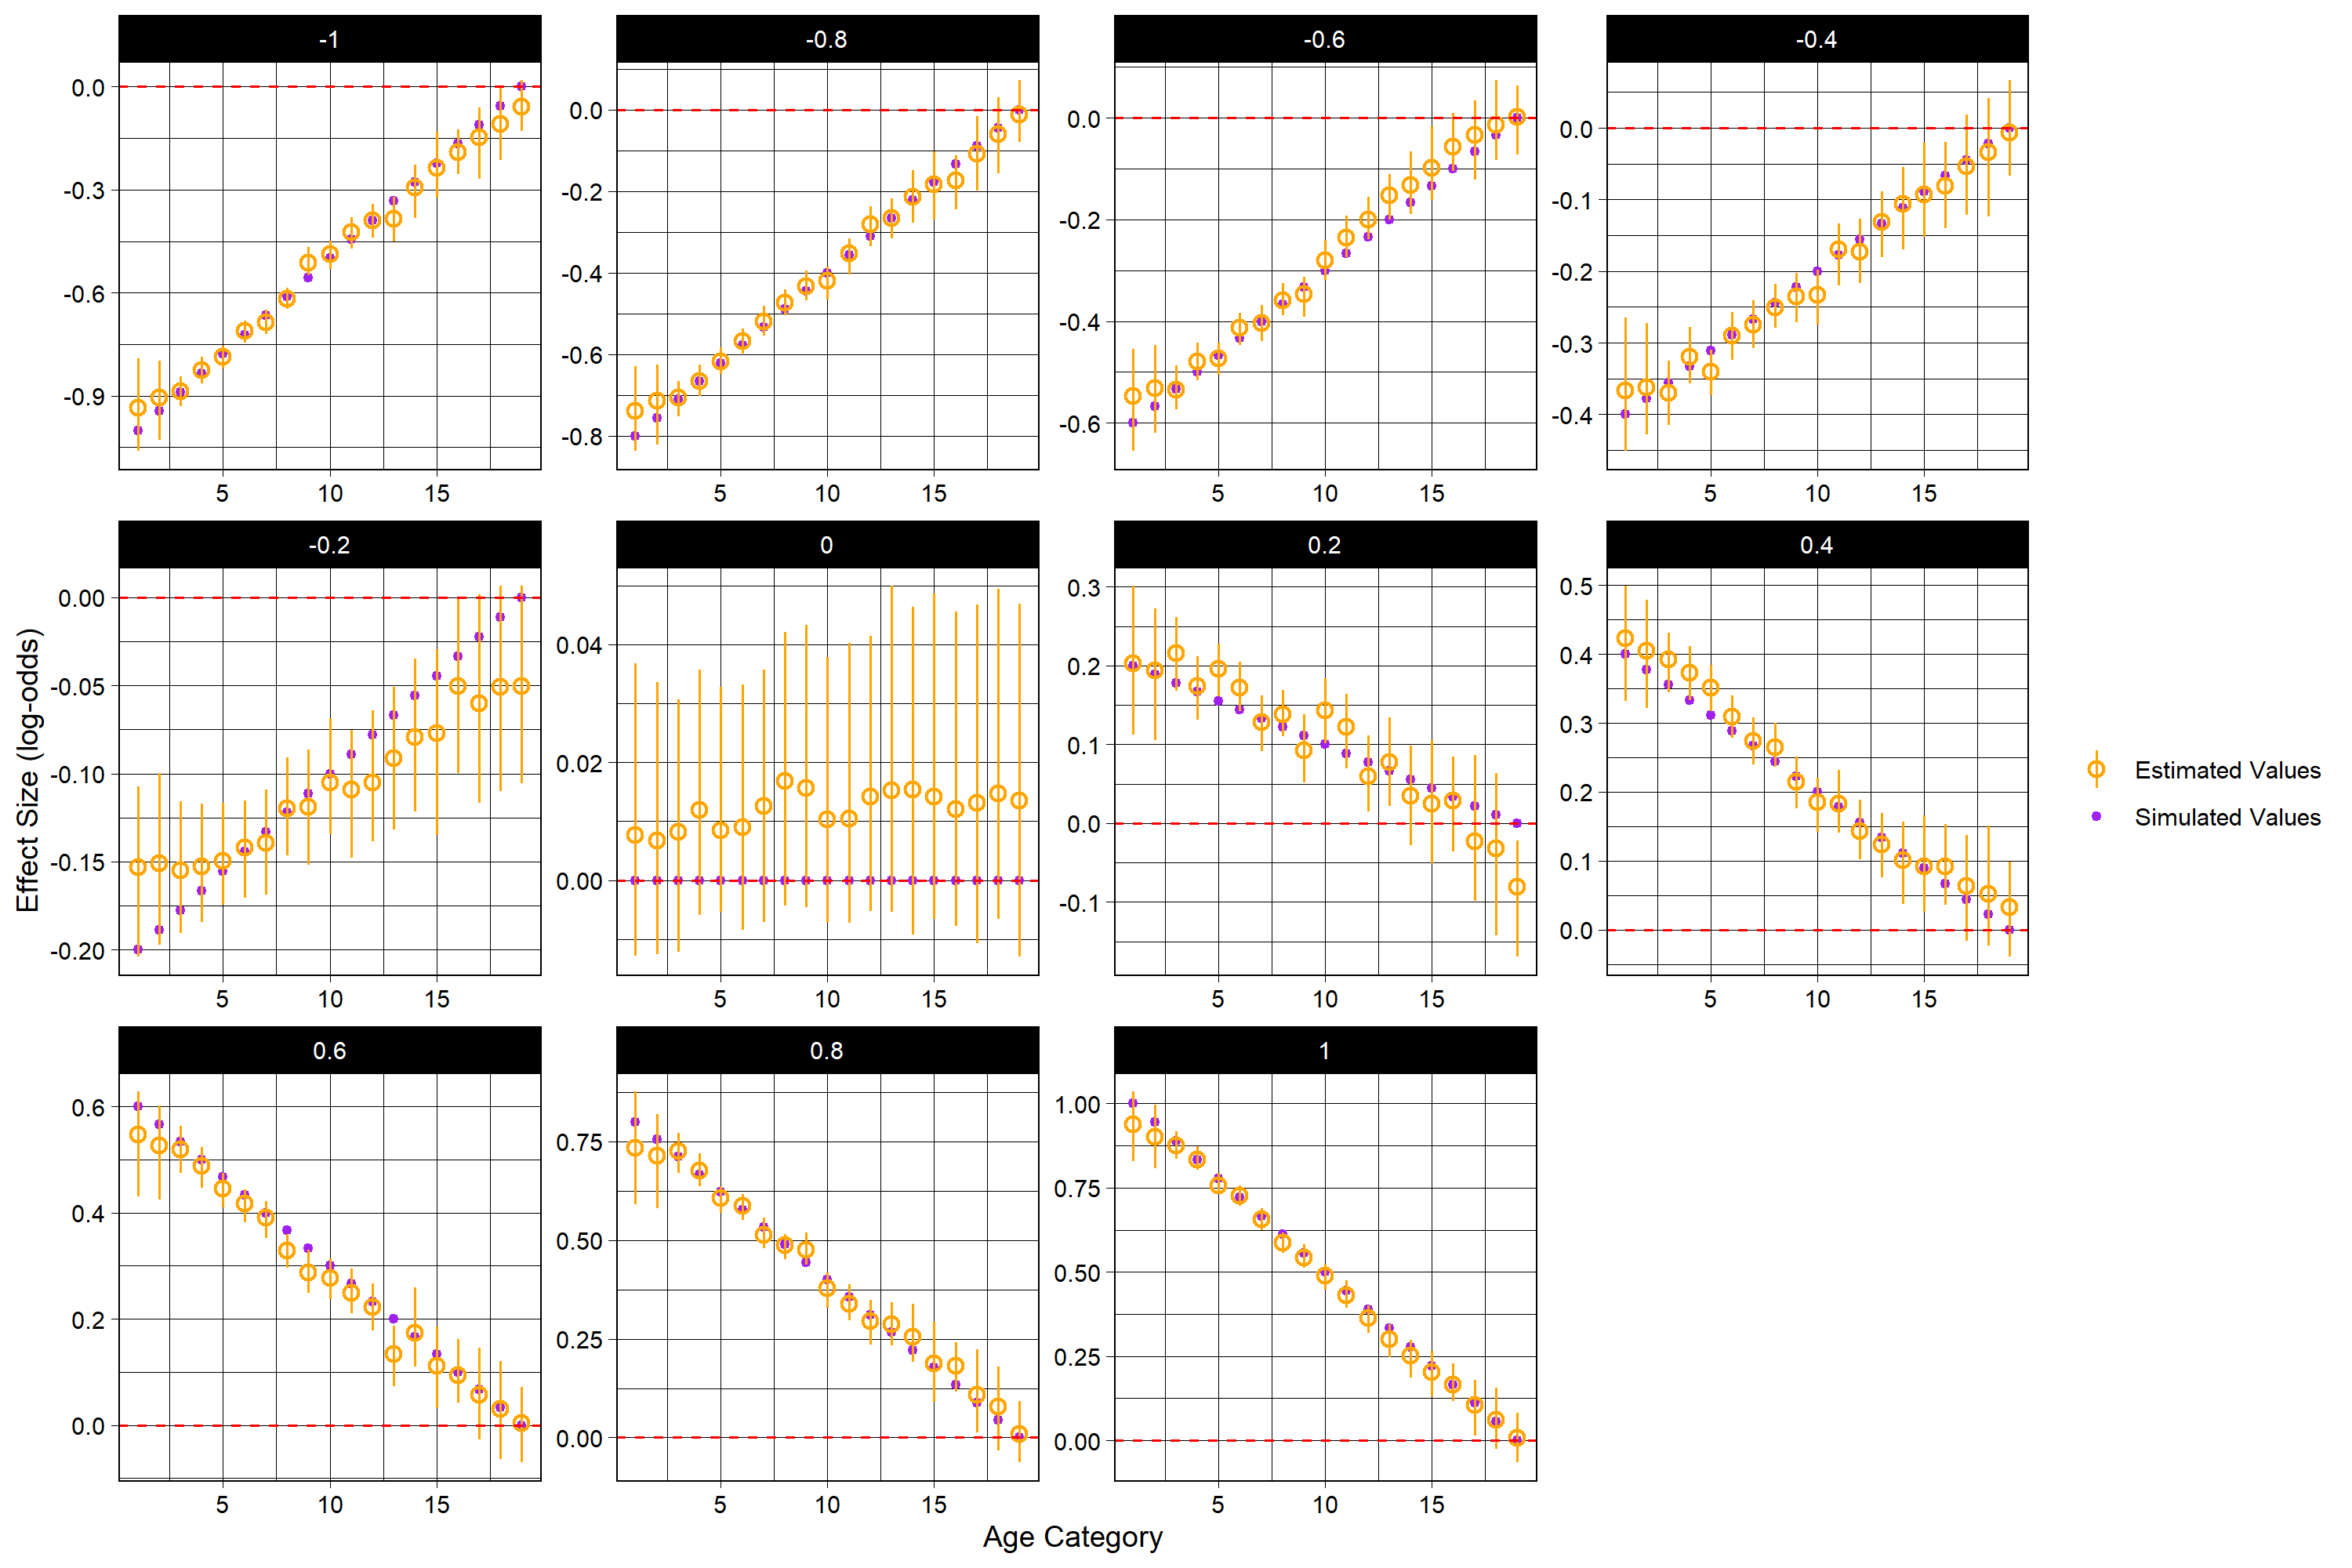 -1 -0.8 -0.6 -0.4
0.0 0.0 0.0 0.0
-0.3 -0.2 -0.2 -0.1
-0.6 -0.4 -0.4 -0.2
-0.9 -0.6 -0.6 -0.3
-0.8 -0.4
5 10 15 5 10 15 5 10 15 5 10 15
-0.2 0 0.2 0.4
0.00 0.04 0.3 0.5
-0.05 0.02 0.2 0.4
-0.10 0.00 0.1 0.3
-0.15 0.0 0.2
-0.20 -0.1 0.1
0.0
5 10 15 5 10 15 5 10 15 5 10 15
Effect Size (log-odds)
Estimated Values
Simulated Values
0.6 0.8 1
0.6 0.75 1.00
0.4 0.50 0.75
0.2 0.25 0.50
0.0 0.00 0.25
0.00
5 10 15 5 10 15 5 10 15
Age Category